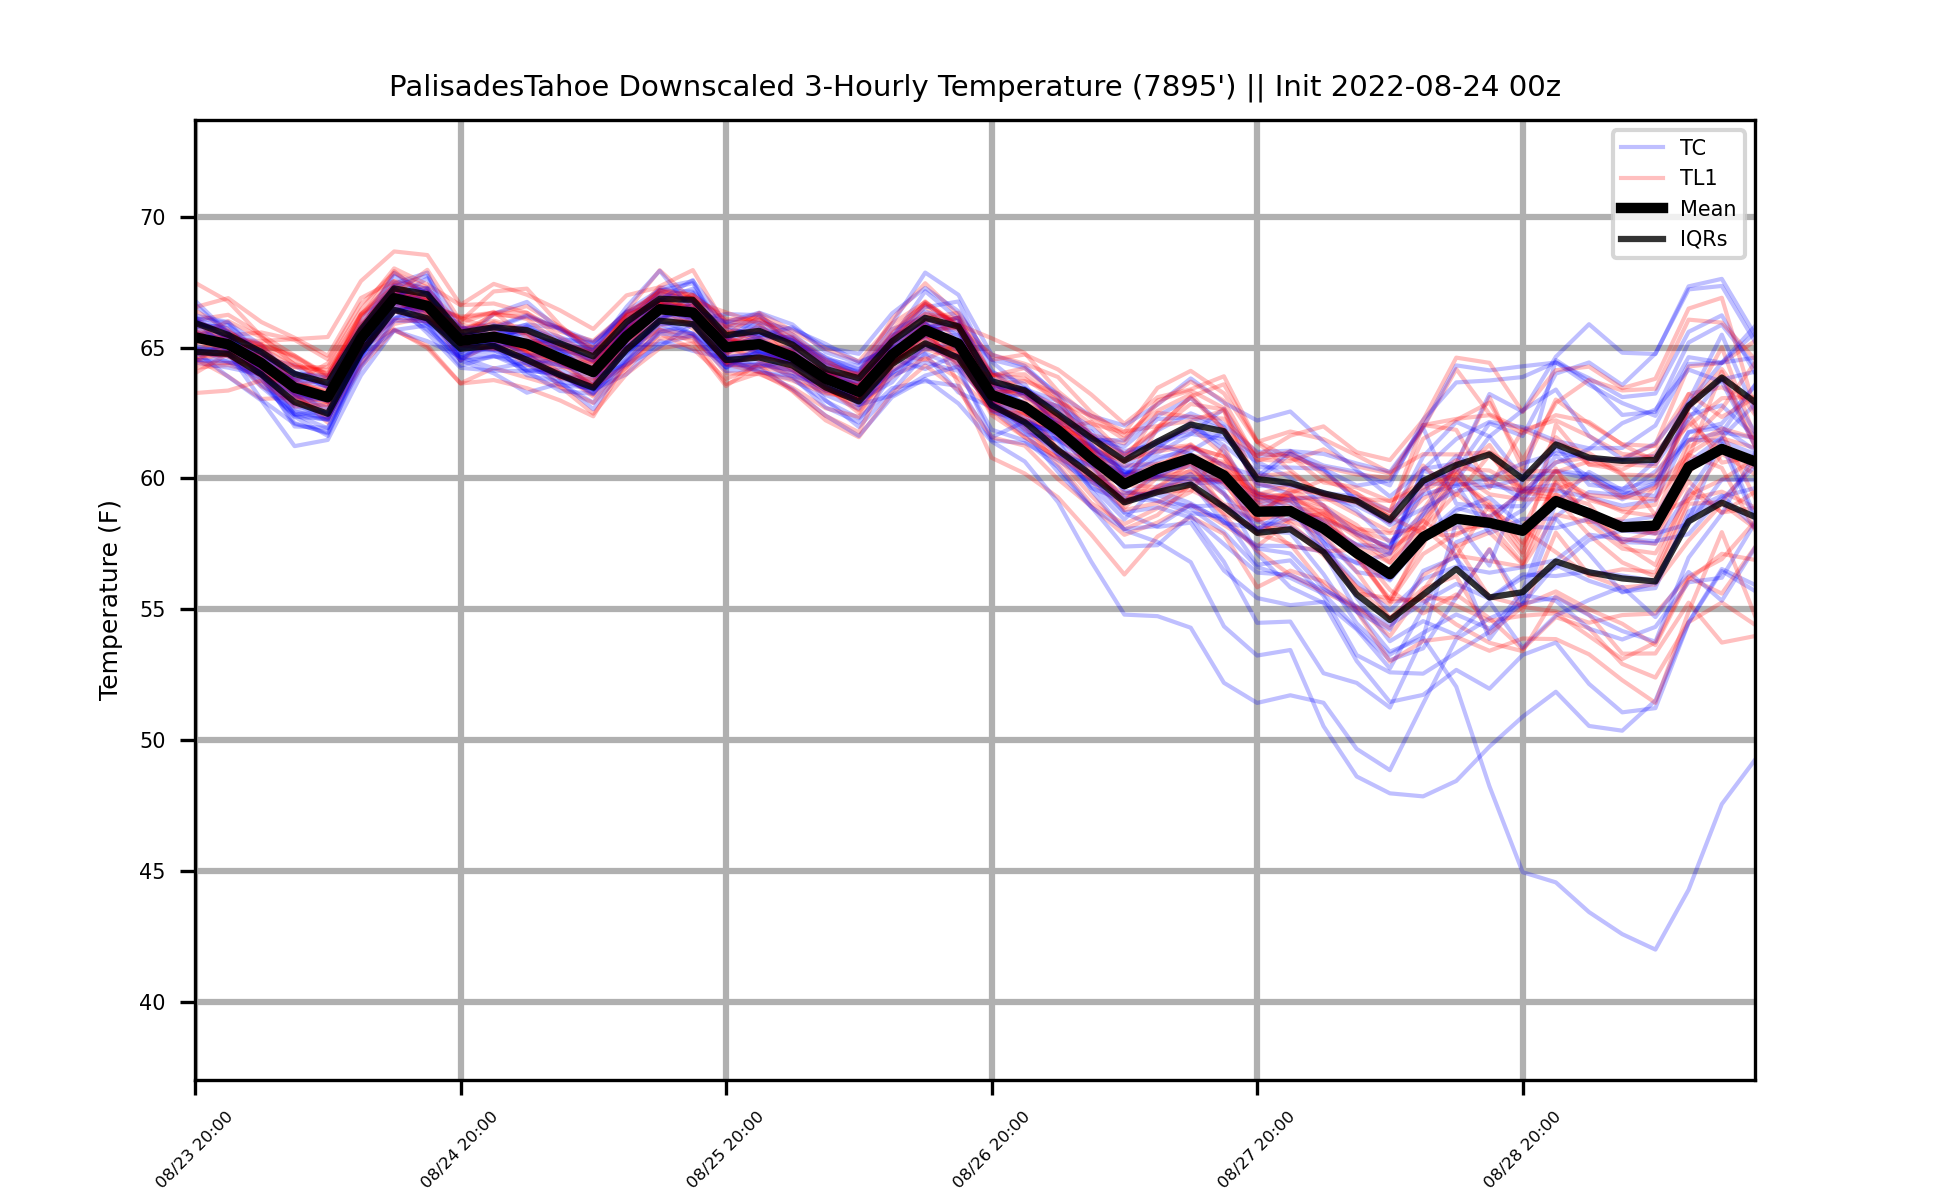 PalisadesTahoe Downscaled 3-Hourly Temperature (7895') || Init 2022-08-24 00z
TC
TL1
Mean
IQRs
Temperature (F)
70
65
60
55
50
45
40
08/23 20:00
08/24 20:00
08/25 20:00
08/26 20:00
08/27 20:00
08/28 20:00